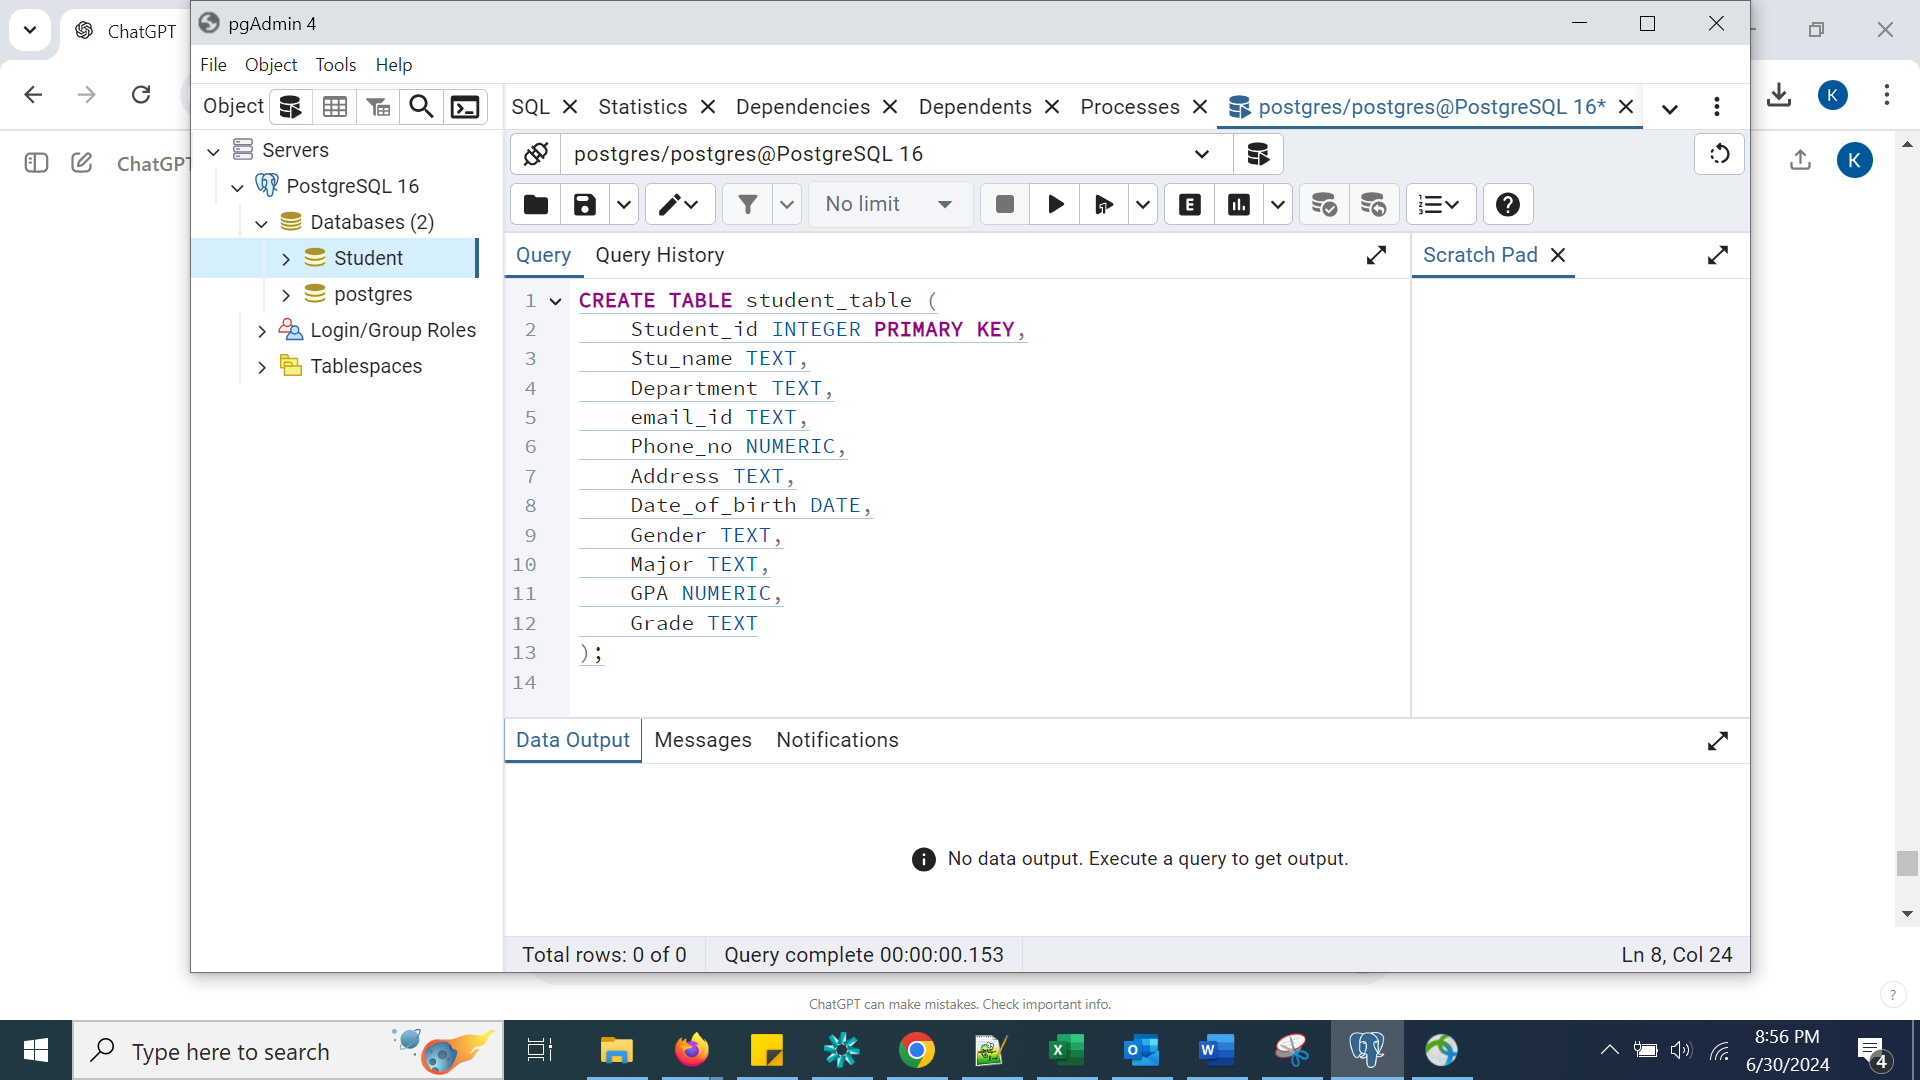 ChatGPT
pgAdmin 4
File Object Tools Help
Object
SQL Statistics Dependencies Dependents Processes postgres/postgres@PostgreSQL 16*
K
ChatGPT
K
Servers
PostgreSQL 16
Databases (2)
Student
postgres
Login/Group Roles
Tablespaces
postgres/postgres@PostgreSQL 16
No limit
E
Query Query History
Scratch Pad
1 CREATE TABLE student_table (
2 Student_id INTEGER PRIMARY KEY,
3 Stu_name TEXT,
4 Department TEXT,
5 email_id TEXT,
6 Phone_no NUMERIC,
7 Address TEXT,
8 Date_of_birth DATE,
9 Gender TEXT,
10 Major TEXT,
11 GPA NUMERIC,
12 Grade TEXT
13 );
14
Data Output Messages Notifications
No data output. Execute a query to get output.
Total rows: 0 of 0 Query complete 00:00:00.153 Ln 8, Col 24
ChatGPT can make mistakes. Check important info.
?
Type here to search
8:56 PM
6/30/2024
4